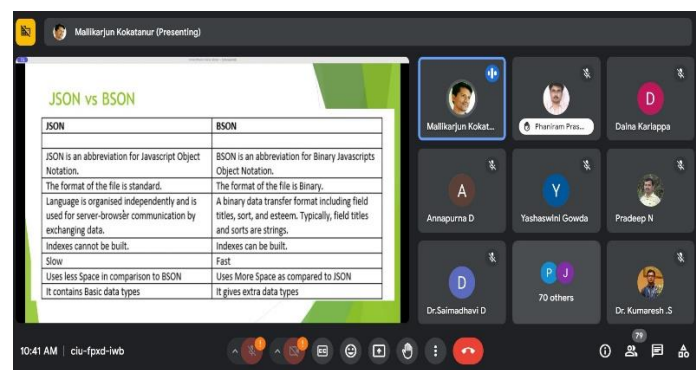 Mallikarjun Kokatanur (Presenting)
JSON vs BSON
JSON
BSON
JSON is an abbreviation for Javascript Object
Notation.
BSON is an abbreviation for Binary Javascripts
Object Notation.
The format of the file is standard.
The format of the file is Binary.
Language is organised independently and is
used for server-browser communication by
exchanging data.
A binary data transfer format including field
titles, sort, and esteem. Typically, field titles
and sorts are strings.
Indexes cannot be built.
Indexes can be built.
Slow
Fast
Uses less Space in comparison to BSON
Uses More Space as compared to JSON
It contains Basic data types
It gives extra data types
Mallikarjun Kokat...
Phaniram Pras...
D
Daina Kariappa
A
Annapurna D
Y
Yashaswini Gowda
Pradeep N
D
Dr.Saimadhavi D
P J
70 others
Dr. Kumaresh .S
10:41 AM | ciu-fpxd-iwb
79